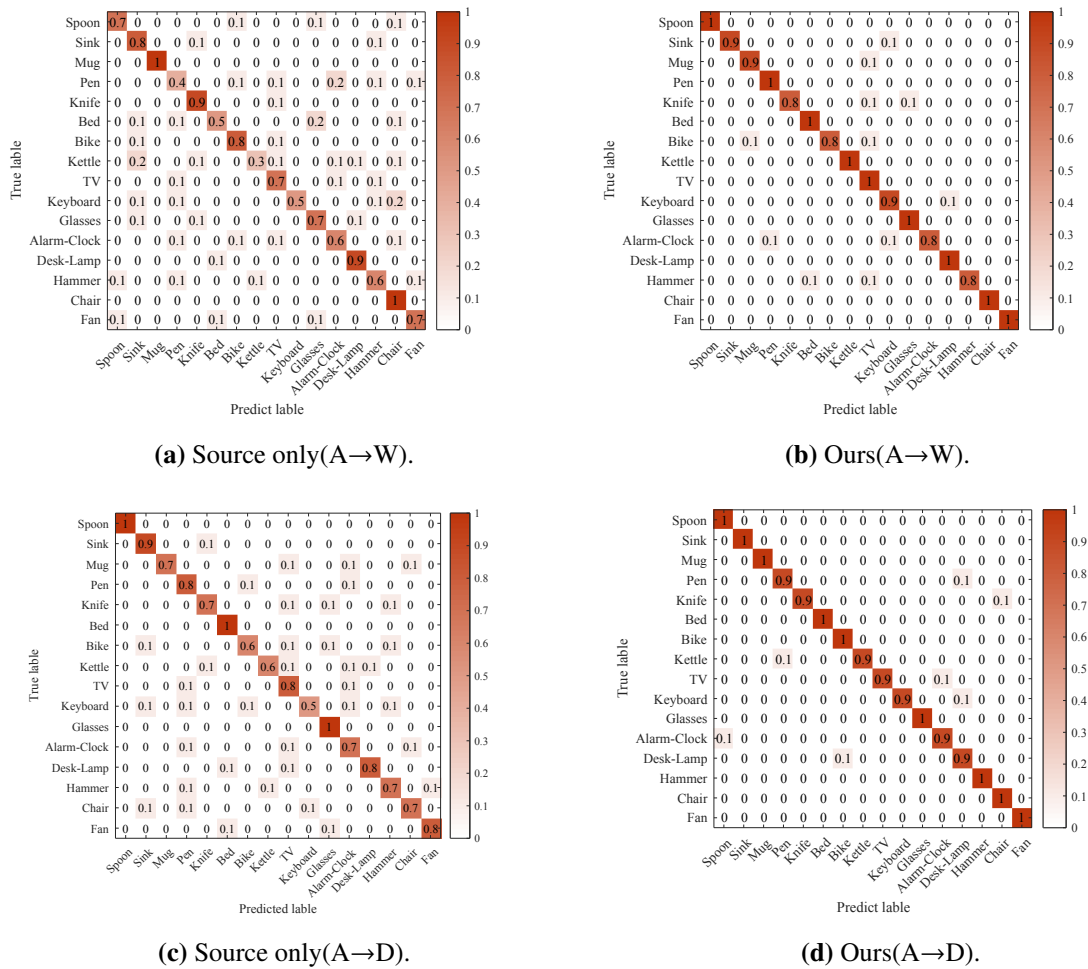 Spoon 0.7 0 0 0 0 0 0.1 0 0 0 0.1 0 0 0 0.1 0
Sink 0 0.8 0 0 0.1 0 0 0 0 0 0 0 0 0.1 0 0
Mug 0 0 1 0 0 0 0 0 0 0 0 0 0 0 0 0
Pen 0 0 0 0.4 0 0 0.1 0 0.1 0 0 0.2 0 0.1 0 0.1
Knife 0 0 0 0 0.9 0 0 0 0.1 0 0 0 0 0 0 0
Bed 0 0.1 0 0.1 0 0.5 0 0 0 0 0.2 0 0 0 0.1 0
Bike 0 0.1 0 0 0 0 0.8 0 0.1 0 0 0 0 0 0 0
Kettle 0 0.2 0 0 0.1 0 0 0.3 0.1 0 0 0.1 0.1 0 0.1 0
TV 0 0 0 0.1 0 0 0 0 0.7 0 0 0.1 0 0.1 0 0
Keyboard 0 0.1 0 0.1 0 0 0 0 0 0.5 0 0 0 0.1 0.2 0
Glasses 0 0.1 0 0 0.1 0 0 0 0 0 0.7 0 0.1 0 0 0
Alarm-Clock 0 0 0 0.1 0 0 0.1 0 0.1 0 0 0.6 0 0 0.1 0
Desk-Lamp 0 0 0 0 0 0.1 0 0 0 0 0 0 0.9 0 0 0
Hammer 0.1 0 0 0.1 0 0 0 0.1 0 0 0 0 0 0.6 0 0.1
Chair 0 0 0 0 0 0 0 0 0 0 0 0 0 0 1 0
Fan 0.1 0 0 0 0 0.1 0 0 0 0 0.1 0 0 0 0 0.7
Spoon Sink Mug Pen Knife Bed Bike Kettle TV Keyboard Glasses Alarm-Clock Desk-Lamp Hammer Chair Fan
True lable
Predict lable
1
0.9
0.8
0.7
0.6
0.5
0.4
0.3
0.2
0.1
0
(a) Source only(A→W).
Spoon 1 0 0 0 0 0 0 0 0 0 0 0 0 0 0 0
Sink 0 0.9 0 0 0 0 0 0 0 0.1 0 0 0 0 0 0
Mug 0 0 0.9 0 0 0 0 0 0.1 0 0 0 0 0 0 0
Pen 0 0 0 1 0 0 0 0 0 0 0 0 0 0 0 0
Knife 0 0 0 0 0.8 0 0 0 0.1 0 0.1 0 0 0 0 0
Bed 0 0 0 0 0 1 0 0 0 0 0 0 0 0 0 0
Bike 0 0 0.1 0 0 0 0.8 0 0.1 0 0 0 0 0 0 0
Kettle 0 0 0 0 0 0 0 1 0 0 0 0 0 0 0 0
TV 0 0 0 0 0 0 0 0 1 0 0 0 0 0 0 0
Keyboard 0 0 0 0 0 0 0 0 0 0.9 0 0 0.1 0 0 0
Glasses 0 0 0 0 0 0 0 0 0 0 1 0 0 0 0 0
Alarm-Clock 0 0 0 0.1 0 0 0 0 0 0.1 0 0.8 0 0 0 0
Desk-Lamp 0 0 0 0 0 0 0 0 0 0 0 0 1 0 0 0
Hammer 0 0 0 0 0 0.1 0 0 0.1 0 0 0 0 0.8 0 0
Chair 0 0 0 0 0 0 0 0 0 0 0 0 0 0 1 0
Fan 0 0 0 0 0 0 0 0 0 0 0 0 0 0 0 1
Spoon Sink Mug Pen Knife Bed Bike Kettle TV Keyboard Glasses Alarm-Clock Desk-Lamp Hammer Chair Fan
True lable
Predict lable
1
0.9
0.8
0.7
0.6
0.5
0.4
0.3
0.2
0.1
0
(b) Ours(A→W).
Spoon 1 0 0 0 0 0 0 0 0 0 0 0 0 0 0 0
Sink 0 0.9 0 0 0.1 0 0 0 0 0 0 0 0 0 0 0
Mug 0 0 0.7 0 0 0 0 0 0.1 0 0 0.1 0 0 0.1 0
Pen 0 0 0 0.8 0 0 0.1 0 0 0 0 0.1 0 0 0 0
Knife 0 0 0 0 0.7 0 0 0 0.1 0 0.1 0 0 0.1 0 0
Bed 0 0 0 0 0 1 0 0 0 0 0 0 0 0 0 0
Bike 0 0.1 0 0 0 0 0.6 0 0.1 0 0.1 0 0 0.1 0 0
Kettle 0 0 0 0 0.1 0 0 0.6 0.1 0 0 0.1 0.1 0 0 0
TV 0 0 0 0.1 0 0 0 0 0.8 0 0 0.1 0 0 0 0
Keyboard 0 0.1 0 0.1 0 0 0.1 0 0 0.5 0 0.1 0 0.1 0 0
Glasses 0 0 0 0 0 0 0 0 0 0 1 0 0 0 0 0
Alarm-Clock 0 0 0 0.1 0 0 0 0 0.1 0 0 0.7 0 0 0.1 0
Desk-Lamp 0 0 0 0 0 0.1 0 0 0.1 0 0 0 0.8 0 0 0
Hammer 0 0 0 0.1 0 0 0 0.1 0 0 0 0 0 0.7 0 0.1
Chair 0 0.1 0 0.1 0 0 0 0 0 0.1 0 0 0 0 0.7 0
Fan 0 0 0 0 0 0.1 0 0 0 0 0.1 0 0 0 0 0.8
Spoon Sink Mug Pen Knife Bed Bike Kettle TV Keyboard Glasses Alarm-Clock Desk-Lamp Hammer Chair Fan
True lable
Predicted lable
1
0.9
0.8
0.7
0.6
0.5
0.4
0.3
0.2
0.1
0
(c) Source only(A→D).
Spoon 1 0 0 0 0 0 0 0 0 0 0 0 0 0 0 0
Sink 0 1 0 0 0 0 0 0 0 0 0 0 0 0 0 0
Mug 0 0 1 0 0 0 0 0 0 0 0 0 0 0 0 0
Pen 0 0 0 0.9 0 0 0 0 0 0 0 0 0.1 0 0 0
Knife 0 0 0 0 0.9 0 0 0 0 0 0 0 0 0 0.1 0
Bed 0 0 0 0 0 1 0 0 0 0 0 0 0 0 0 0
Bike 0 0 0 0 0 0 1 0 0 0 0 0 0 0 0 0
Kettle 0 0 0 0.1 0 0 0 0.9 0 0 0 0 0 0 0 0
TV 0 0 0 0 0 0 0 0 0.9 0 0 0.1 0 0 0 0
Keyboard 0 0 0 0 0 0 0 0 0 0.9 0 0 0.1 0 0 0
Glasses 0 0 0 0 0 0 0 0 0 0 1 0 0 0 0 0
Alarm-Clock 0.1 0 0 0 0 0 0 0 0 0 0 0.9 0 0 0 0
Desk-Lamp 0 0 0 0 0 0 0.1 0 0 0 0 0 0.9 0 0 0
Hammer 0 0 0 0 0 0 0 0 0 0 0 0 0 1 0 0
Chair 0 0 0 0 0 0 0 0 0 0 0 0 0 0 1 0
Fan 0 0 0 0 0 0 0 0 0 0 0 0 0 0 0 1
Spoon Sink Mug Pen Knife Bed Bike Kettle TV Keyboard Glasses Alarm-Clock Desk-Lamp Hammer Chair Fan
True lable
Predict lable
1
0.9
0.8
0.7
0.6
0.5
0.4
0.3
0.2
0.1
0
(d) Ours(A→D).